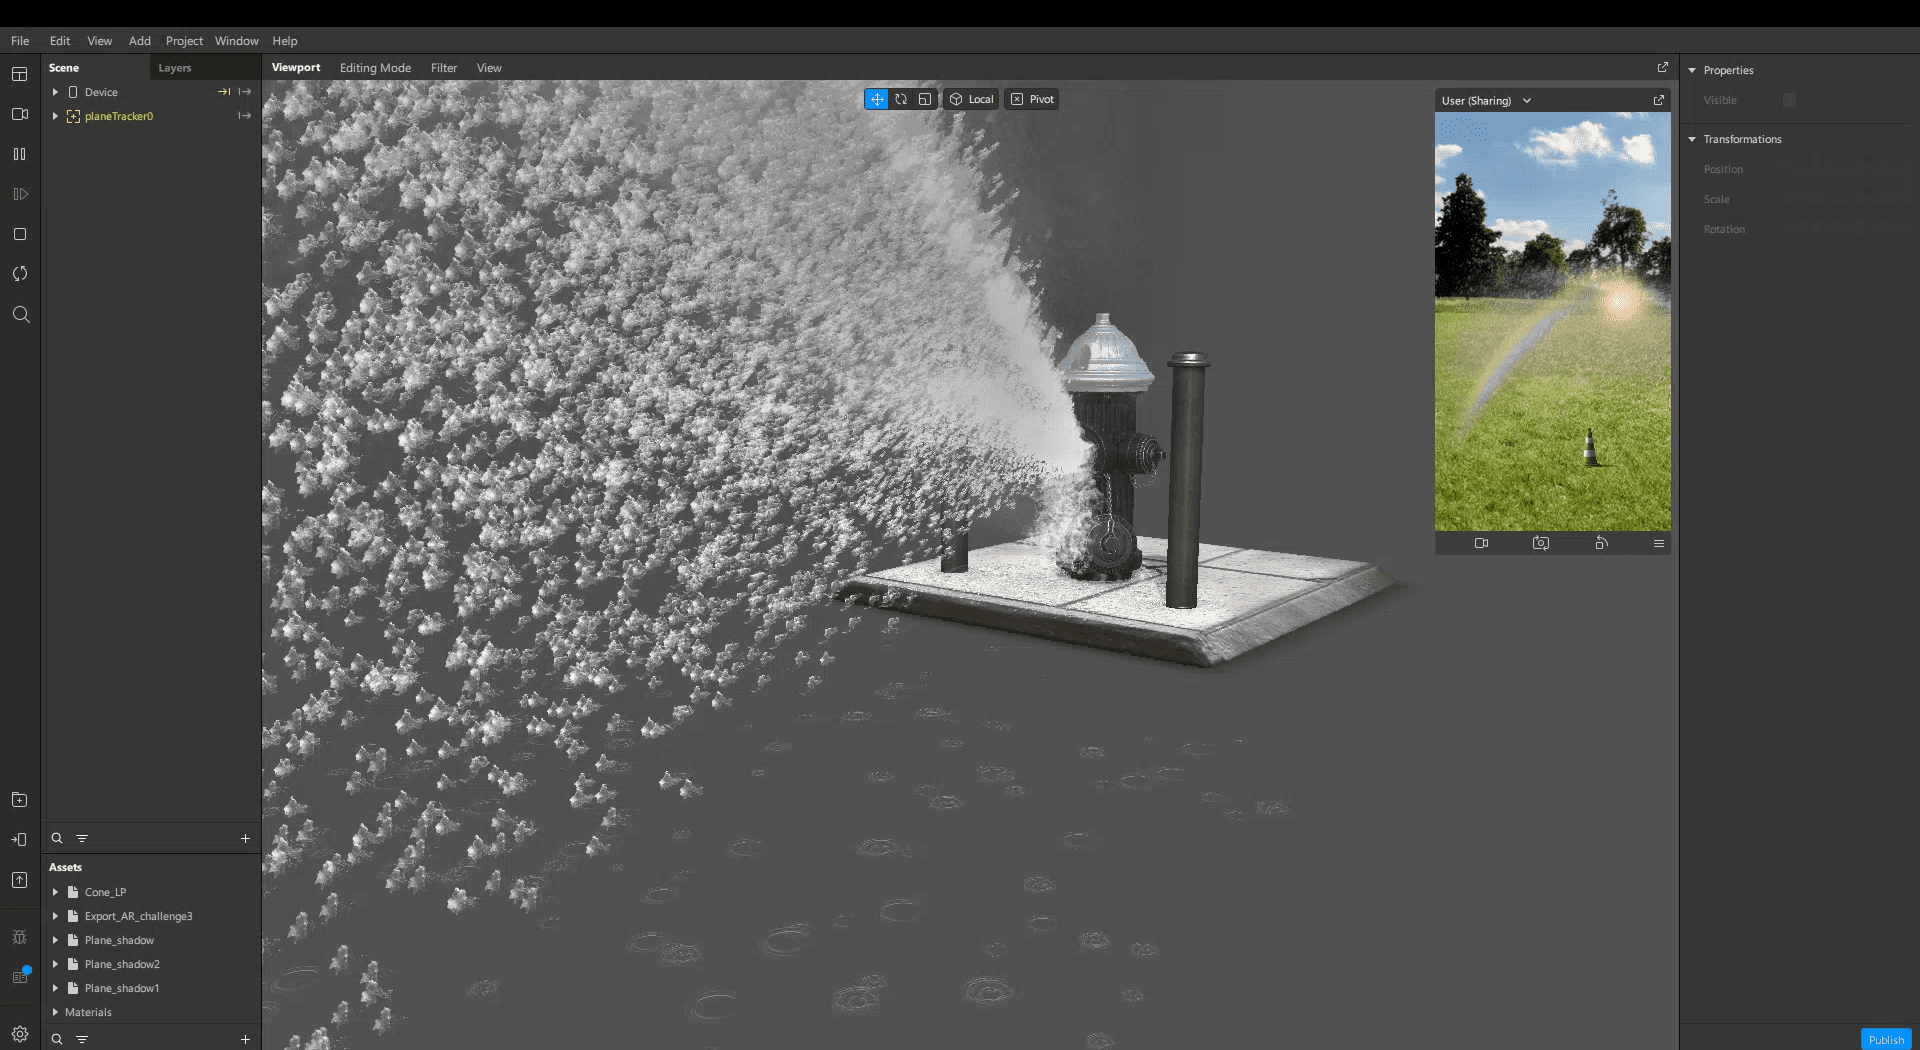 File Edit View Add Project Window Help
Scene Layers
Viewport Editing Mode Filter View
Device
planeTracker0
Local Pivot
User (Sharing)
Properties
Visible
Transformations
Position
Scale
Rotation
Assets
Cone_LP
Export_AR_challenge3
Plane_shadow
Plane_shadow2
Plane_shadow1
Materials
Publish